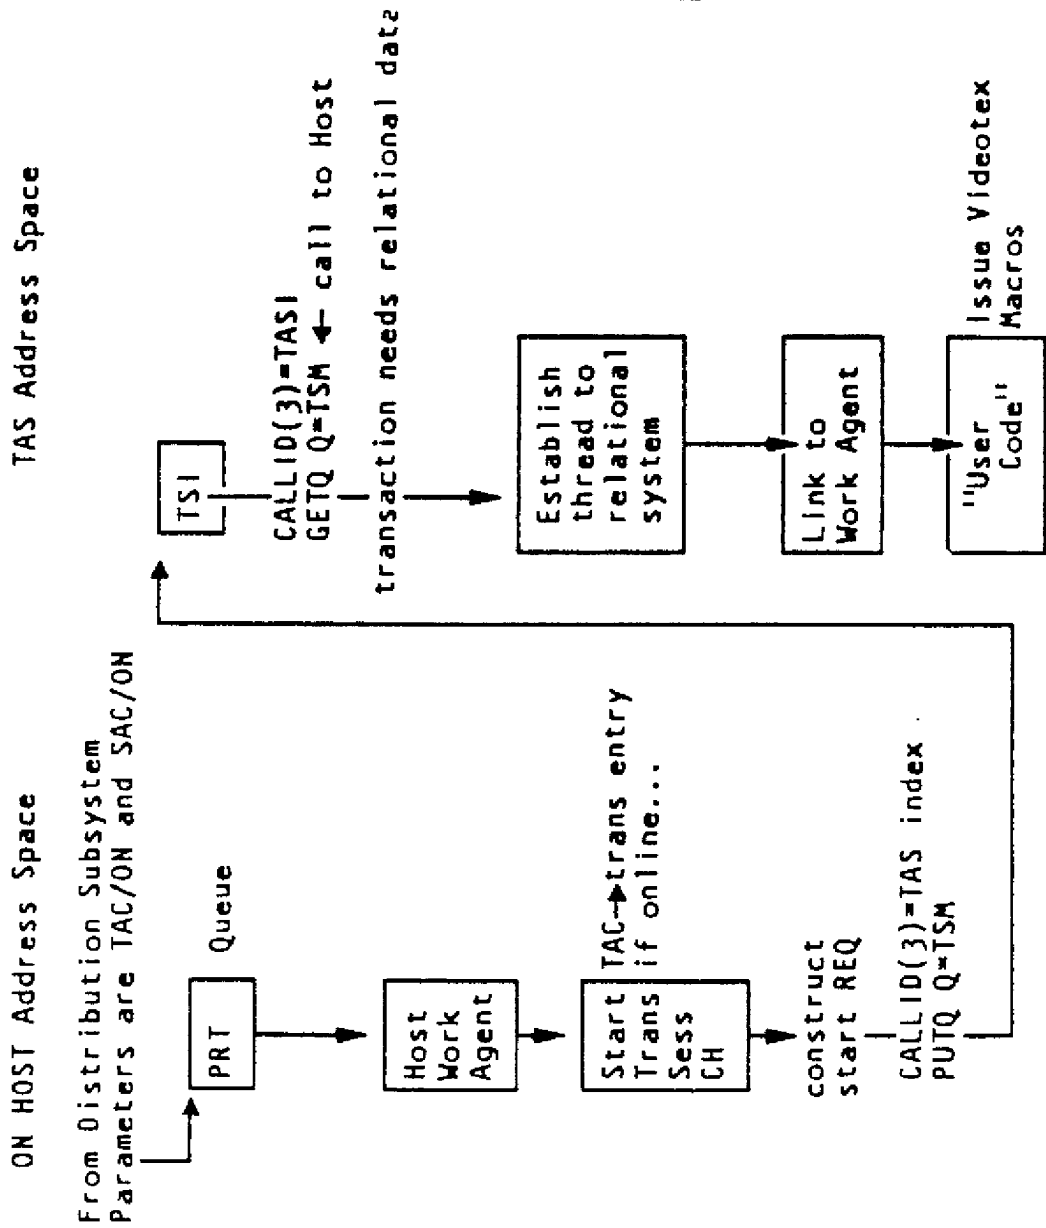 ON HOST Address Space
From Distribution Subsystem
Parameters are TAC/ON and SAC/ON
PRT
Queue
Host
Work
Agent
Start
Trans
Sess
CH
TAC→trans entry
if online...
construct
start REQ
CALLID(3)=TAS index
PUTQ Q=TSM
TAS Address Space
TSI
CALLID(3)=TASI
GETQ Q=TSM ← call to Host
transaction needs relational data
Establish
thread to
relational
system
Link to
Work Agent
"User
Code"
Issue Videotex
Macros